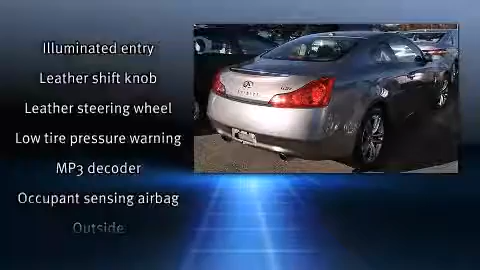 Illuminated entry
Leather shift knob
Leather steering wheel
Low tire pressure warning
MP3 decoder
Occupant sensing airbag
Outside